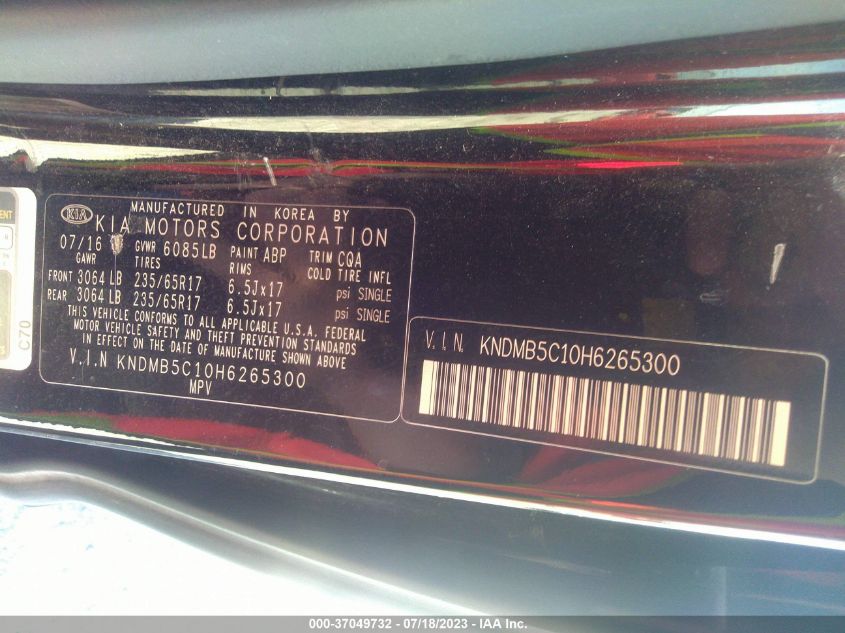 KIA
MANUFACTURED IN KOREA BY
KIA MOTORS CORPORATION
07/16 GVWR 6085LB PAINT ABP TRIM CQA
GAWR TIRES RIMS COLD TIRE INFL
FRONT 3064 LB 235/65R17 6.5Jx17 psi SINGLE
REAR 3064 LB 235/65R17 6.5Jx17 psi SINGLE
THIS VEHICLE CONFORMS TO ALL APPLICABLE U.S.A. FEDERAL
MOTOR VEHICLE SAFETY AND THEFT PREVENTION STANDARDS
IN EFFECT ON THE DATE OF MANUFACTURE SHOWN ABOVE
V.I.N KNDMB5C10H6265300
MPV
V.I.N. KNDMB5C10H6265300
C70
000-37049732 - 07/18/2023 - IAA Inc.